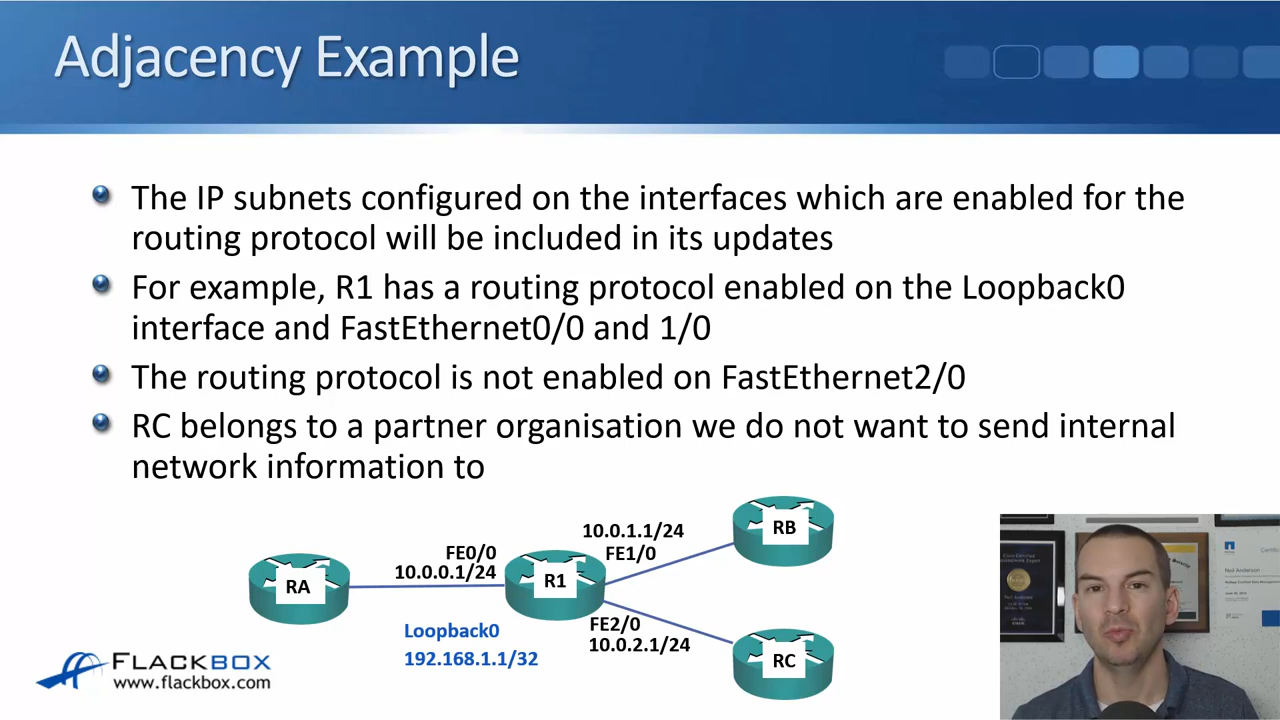 Adjacency Example
The IP subnets configured on the interfaces which are enabled for the
routing protocol will be included in its updates
For example, R1 has a routing protocol enabled on the Loopback0
interface and FastEthernet0/0 and 1/0
The routing protocol is not enabled on FastEthernet2/0
RC belongs to a partner organisation we do not want to send internal
network information to
10.0.1.1/24
FE1/0
RB
FE0/0
10.0.0.1/24
RA
R1
FE2/0
10.0.2.1/24
Loopback0
192.168.1.1/32
RC
FLACKBOX
www.flackbox.com
Neil Anderson